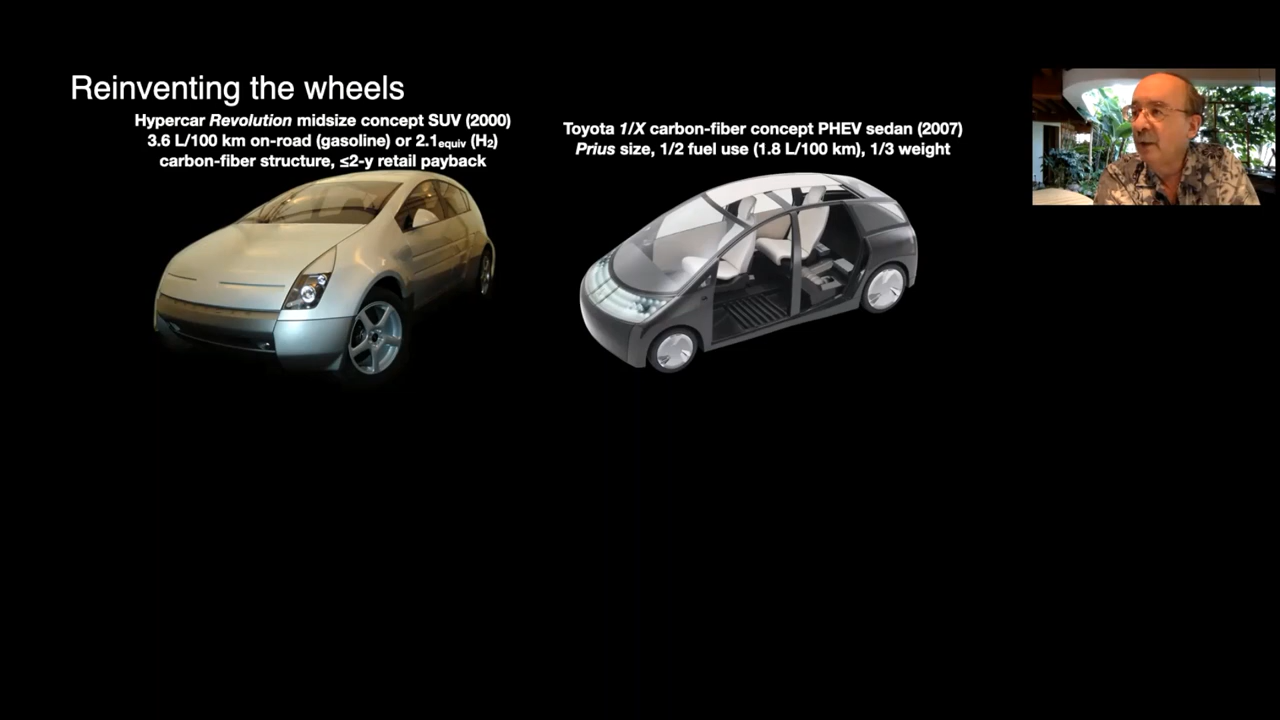 Reinventing the wheels
Hypercar Revolution midsize concept SUV (2000)
3.6 L/100 km on-road (gasoline) or 2.1equiv (H2)
carbon-fiber structure, ≤2-y retail payback
Toyota 1/X carbon-fiber concept PHEV sedan (2007)
Prius size, 1/2 fuel use (1.8 L/100 km), 1/3 weight